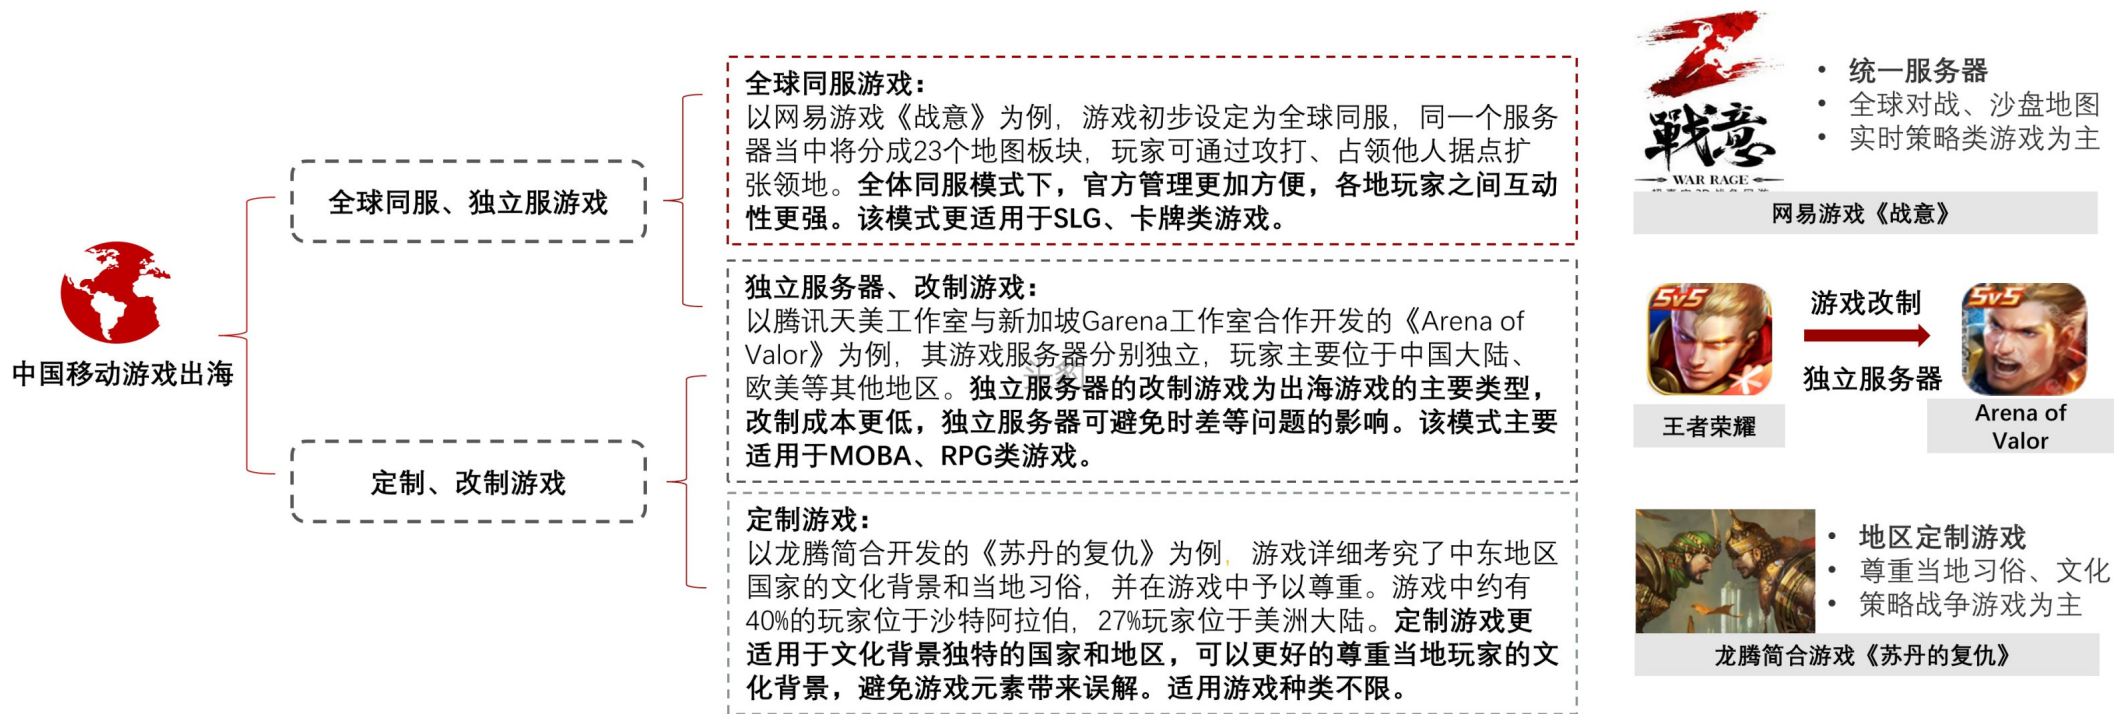 中国移动游戏出海
全球同服、独立服游戏
定制、改制游戏
全球同服游戏：
以网易游戏《战意》为例，游戏初步设定为全球同服，同一个服务
器当中将分成23个地图板块，玩家可通过攻打、占领他人据点扩
张领地。全体同服模式下，官方管理更加方便，各地玩家之间互动
性更强。该模式更适用于SLG、卡牌类游戏。
独立服务器、改制游戏：
以腾讯天美工作室与新加坡Garena工作室合作开发的《Arena of
Valor》为例，其游戏服务器分别独立，玩家主要位于中国大陆、
欧美等其他地区。独立服务器的改制游戏为出海游戏的主要类型，
改制成本更低，独立服务器可避免时差等问题的影响。该模式主要
适用于MOBA、RPG类游戏。
头豹
定制游戏：
以龙腾简合开发的《苏丹的复仇》为例，游戏详细考究了中东地区
国家的文化背景和当地习俗，并在游戏中予以尊重。游戏中约有
40%的玩家位于沙特阿拉伯，27%玩家位于美洲大陆。定制游戏更
适用于文化背景独特的国家和地区，可以更好的尊重当地玩家的文
化背景，避免游戏元素带来误解。适用游戏种类不限。
戰意
WAR RAGE
• 统一服务器
• 全球对战、沙盘地图
• 实时策略类游戏为主
网易游戏《战意》
5v5
王者荣耀
游戏改制
独立服务器
5v5
Arena of
Valor
• 地区定制游戏
• 尊重当地习俗、文化
• 策略战争游戏为主
龙腾简合游戏《苏丹的复仇》